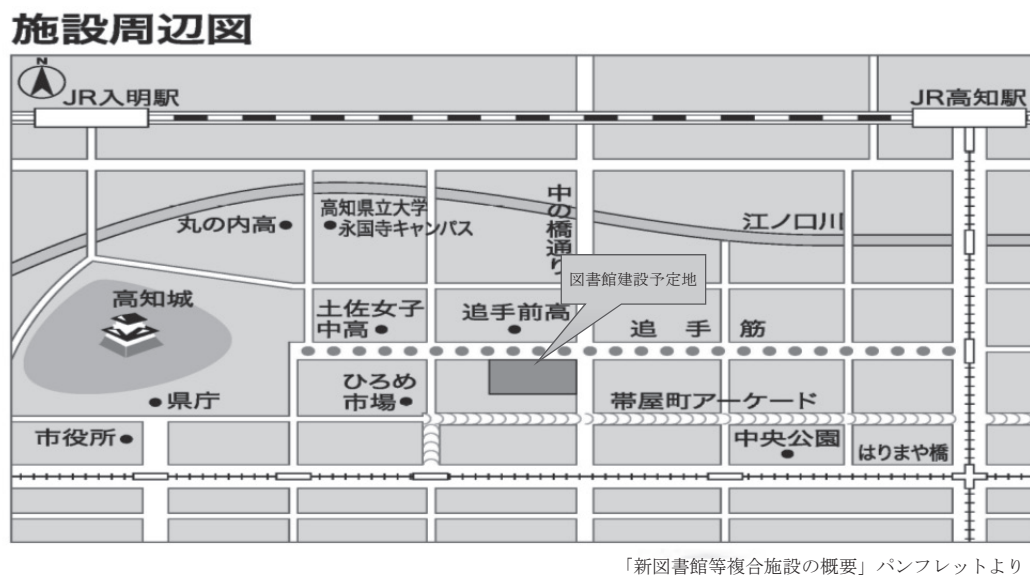 施設周辺図
N
JR入明駅
JR高知駅
丸の内高
高知県立大学
永国寺キャンパス
中の橋通り
江ノ口川
図書館建設予定地
高知城
土佐女子
中高
追手前高
追手筋
県庁
ひろめ
市場
帯屋町アーケード
市役所
中央公園
はりまや橋
「新図書館等複合施設の概要」パンフレットより